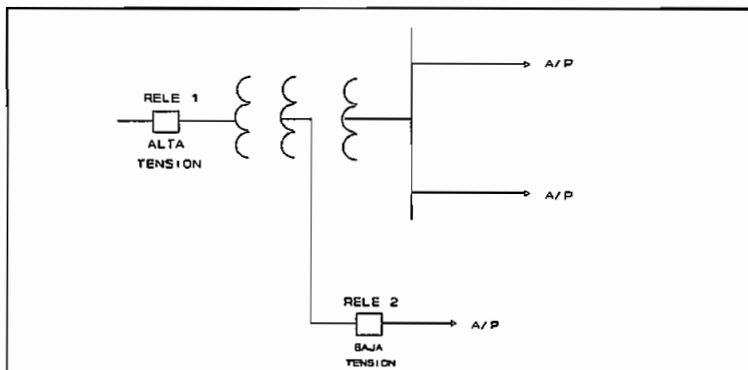 A/P
RELE 1
ALTA
TENSION
A/P
RELE 2
A/P
BAJA
TENSION